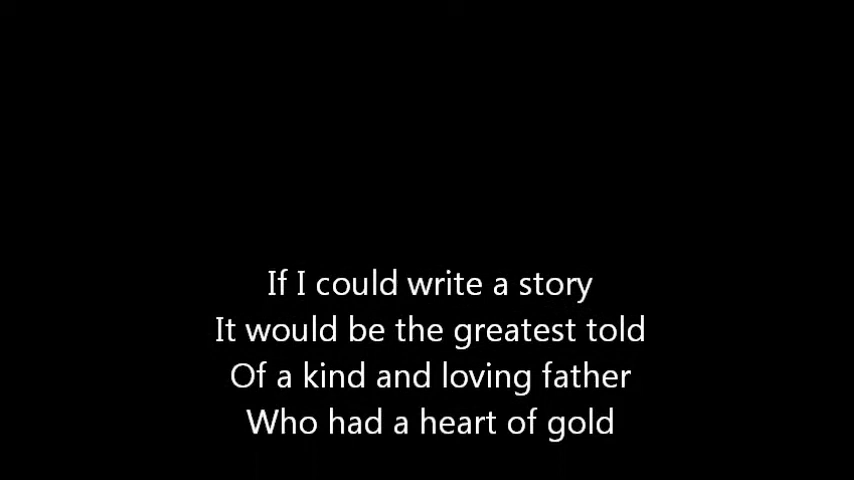 If I could write a story
It would be the greatest told
Of a kind and loving father
Who had a heart of gold